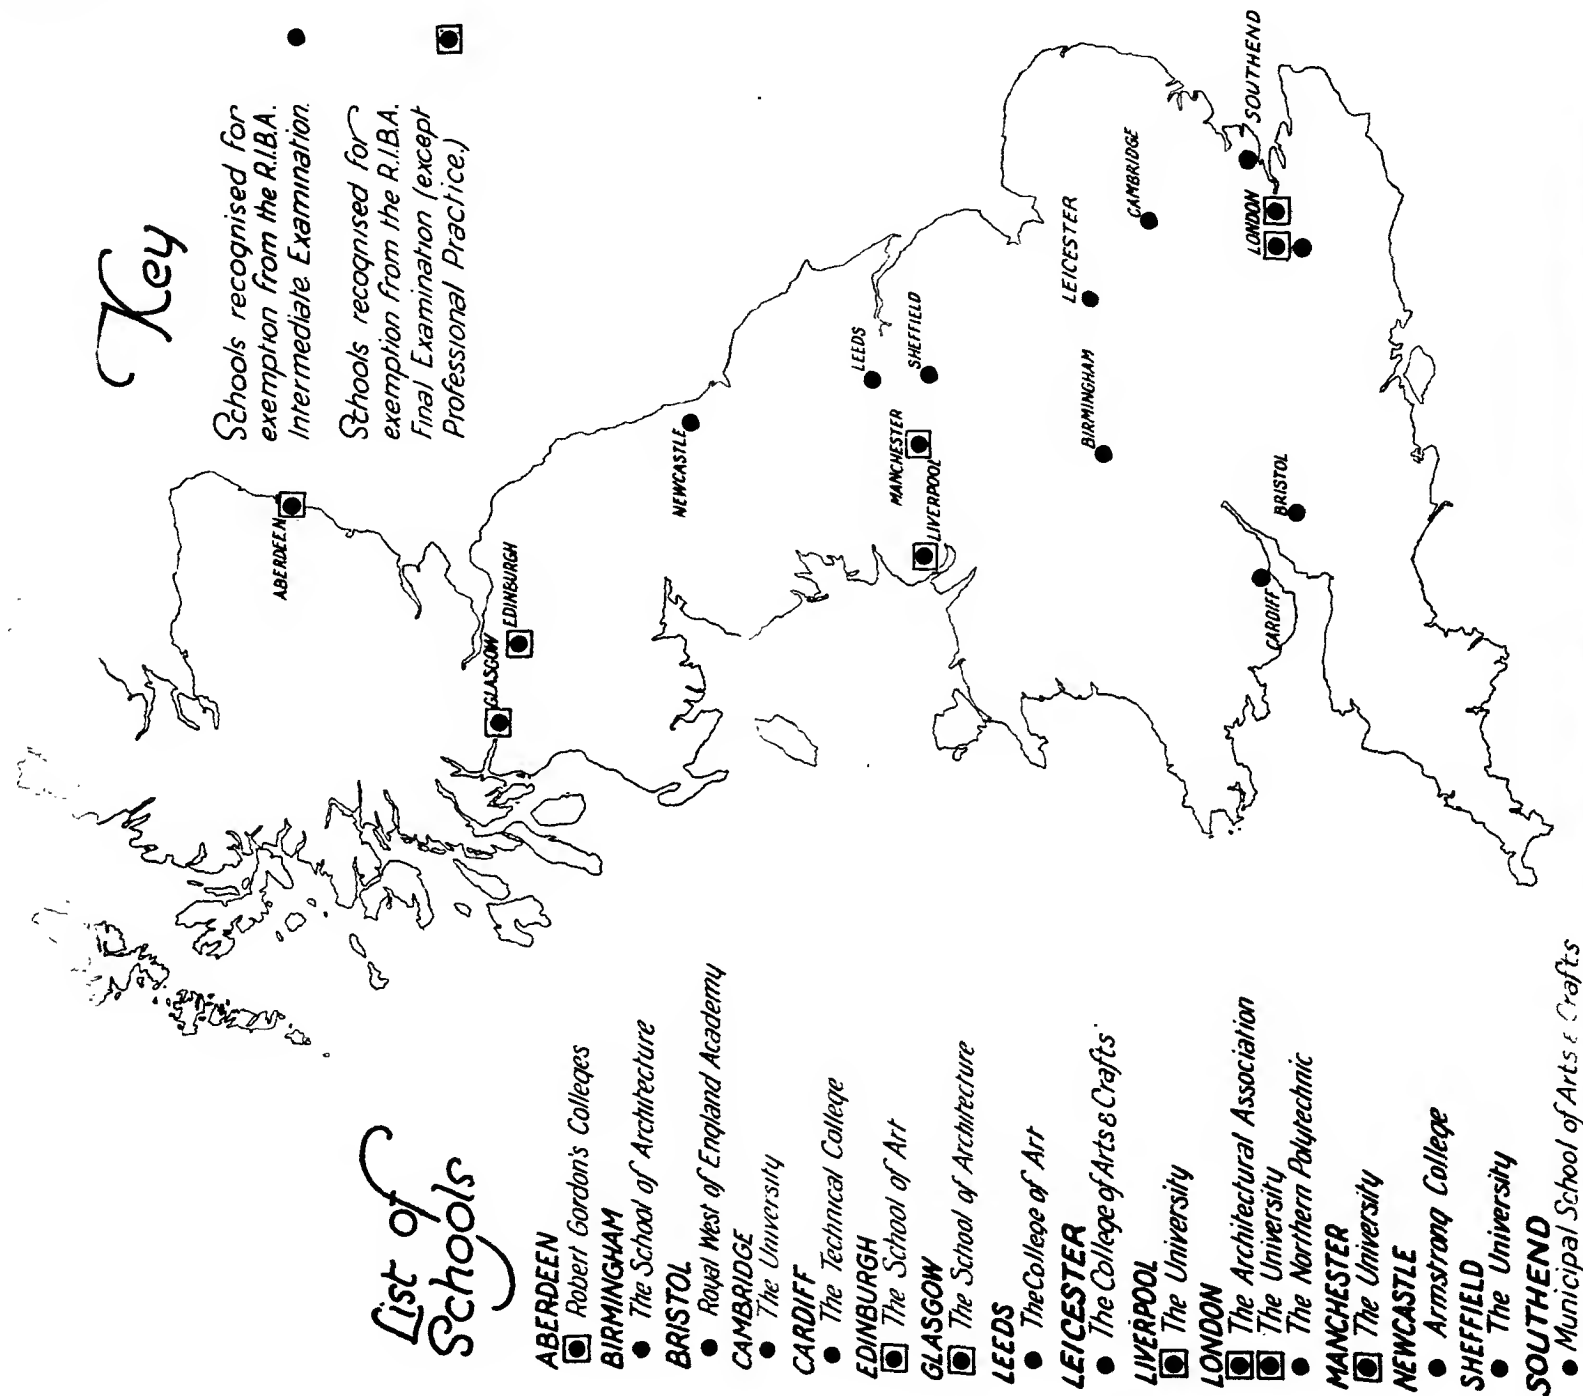 Key
Schools recognised for
exemption from the R.I.B.A.
Intermediate Examination.
Schools recognised for
exemption from the R.I.B.A.
Final Examination (except
Professional Practice.)
ABERDEEN
GLASGOW
EDINBURGH
NEWCASTLE
LEEDS
SHEFFIELD
MANCHESTER
LIVERPOOL
LEICESTER
BIRMINGHAM
CAMBRIDGE
LONDON
SOUTHEND
BRISTOL
CARDIFF
List of
Schools
ABERDEEN
Robert Gordon's Colleges
BIRMINGHAM
The School of Architecture
BRISTOL
Royal West of England Academy
CAMBRIDGE
The University
CARDIFF
The Technical College
EDINBURGH
The School of Art
GLASGOW
The School of Architecture
LEEDS
The College of Art
LEICESTER
The College of Arts & Crafts
LIVERPOOL
The University
LONDON
The Architectural Association
The University
The Northern Polytechnic
MANCHESTER
The University
NEWCASTLE
Armstrong College
SHEFFIELD
The University
SOUTHEND
Municipal School of Arts & Crafts